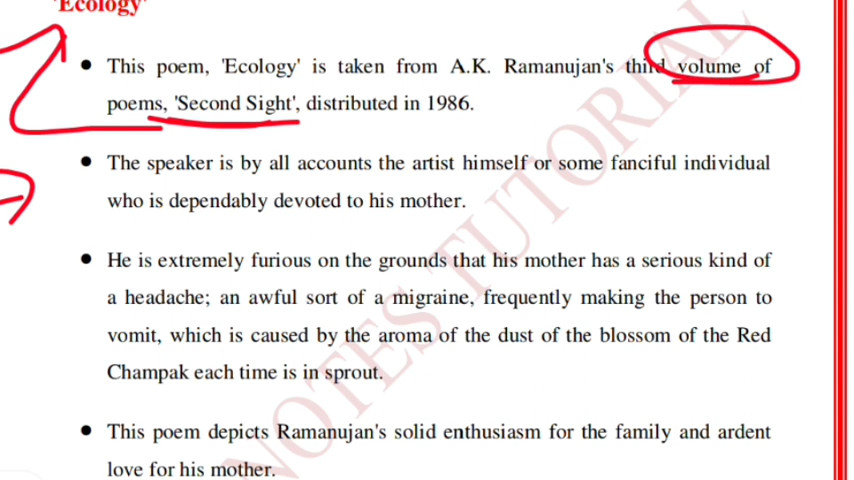 'Ecology'
● This poem, 'Ecology' is taken from A.K. Ramanujan's third volume of
poems, 'Second Sight', distributed in 1986.
● The speaker is by all accounts the artist himself or some fanciful individual
who is dependably devoted to his mother.
● He is extremely furious on the grounds that his mother has a serious kind of
a headache; an awful sort of a migraine, frequently making the person to
vomit, which is caused by the aroma of the dust of the blossom of the Red
Champak each time is in sprout.
● This poem depicts Ramanujan's solid enthusiasm for the family and ardent
love for his mother.
NOTES TUTORIAL